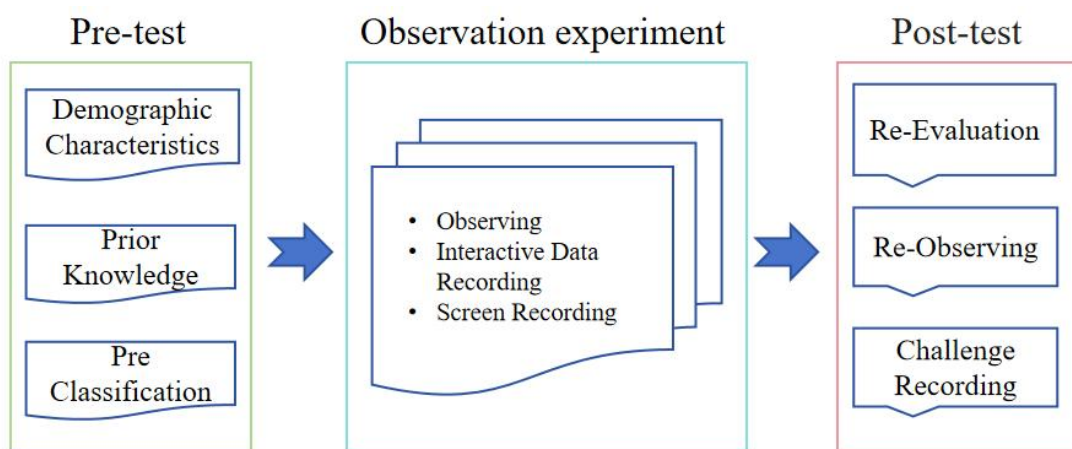 Pre-test
Demographic
Characteristics
Prior
Knowledge
Pre
Classification
Observation experiment
• Observing
• Interactive Data
Recording
• Screen Recording
Post-test
Re-Evaluation
Re-Observing
Challenge
Recording